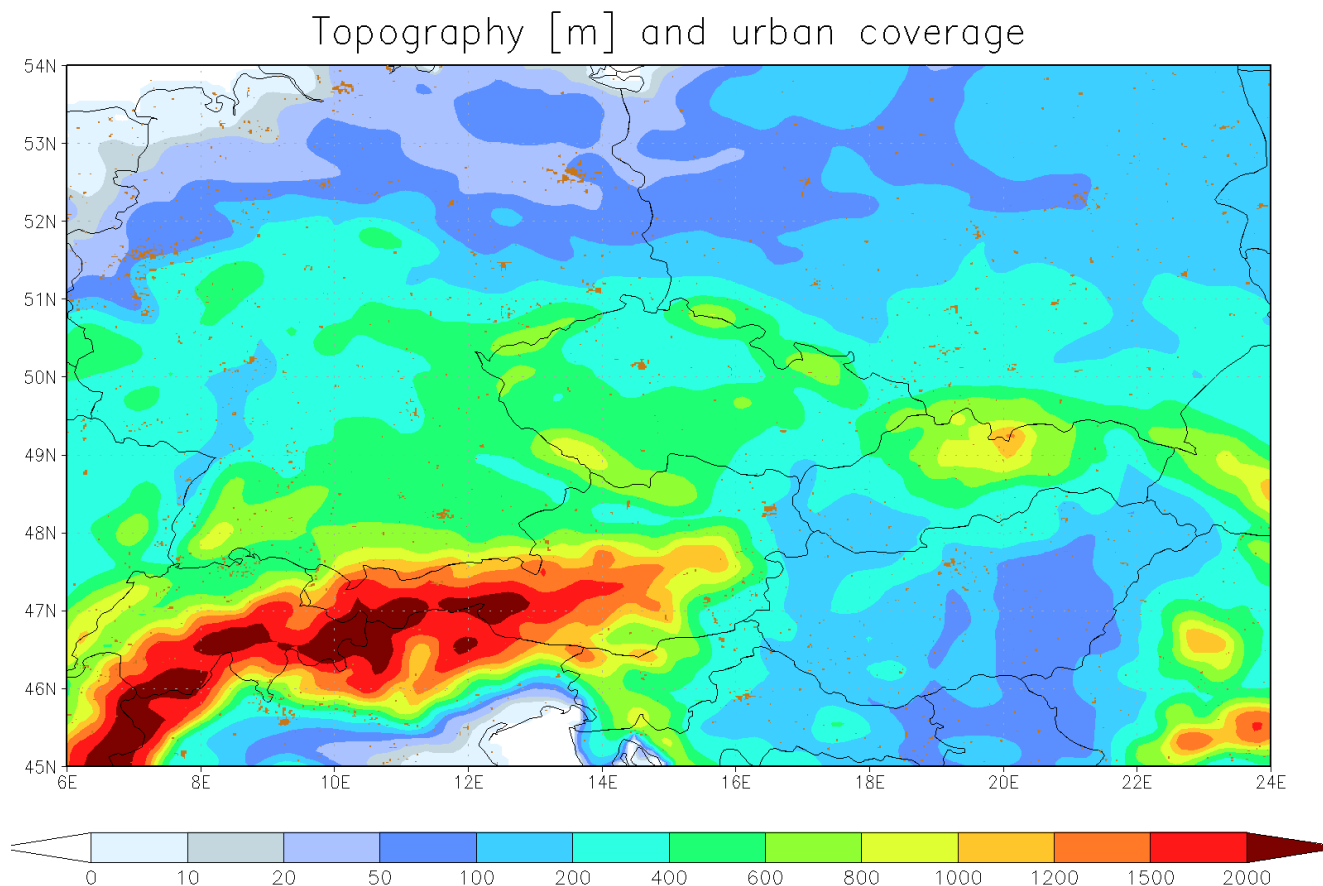 Topography [m] and urban coverage
54N
53N
52N
51N
50N
49N
48N
47N
46N
45N
6E 8E 10E 12E 14E 16E 18E 20E 22E 24E
0 10 20 50 100 200 400 600 800 1000 1200 1500 2000